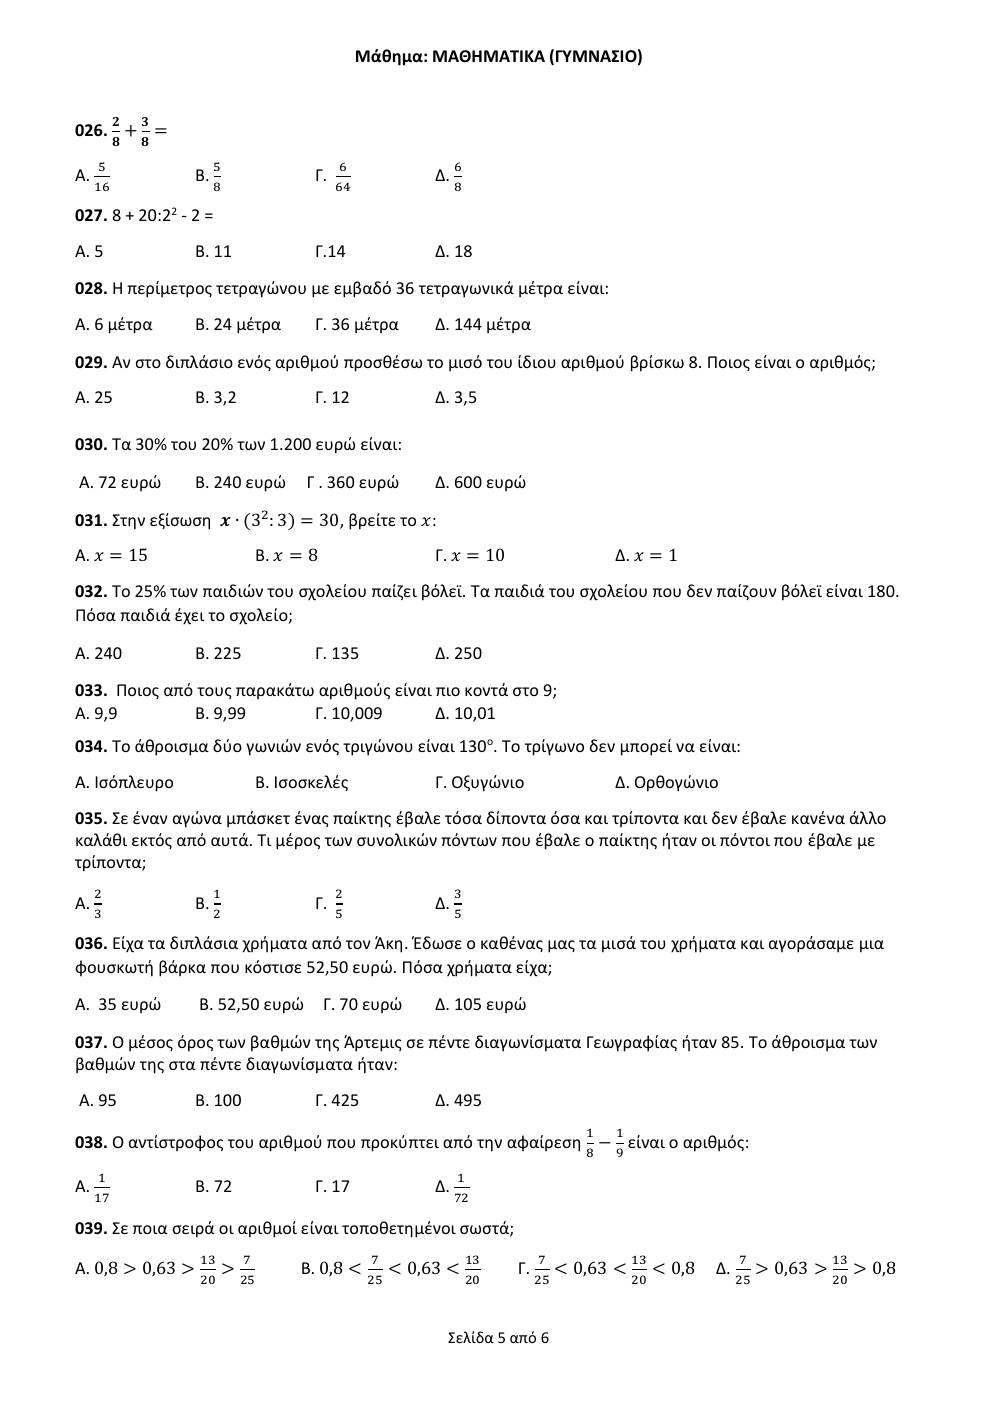 Μάθημα: ΜΑΘΗΜΑΤΙΚΑ (ΓΥΜΝΑΣΙΟ)
026. 2/8 + 3/8 =
Α. 5/16 Β. 5/8 Γ. 6/64 Δ. 6/8
027. 8 + 20:2² - 2 =
Α. 5 Β. 11 Γ.14 Δ. 18
028. Η περίμετρος τετραγώνου με εμβαδό 36 τετραγωνικά μέτρα είναι:
Α. 6 μέτρα Β. 24 μέτρα Γ. 36 μέτρα Δ. 144 μέτρα
029. Αν στο διπλάσιο ενός αριθμού προσθέσω το μισό του ίδιου αριθμού βρίσκω 8. Ποιος είναι ο αριθμός;
Α. 25 Β. 3,2 Γ. 12 Δ. 3,5
030. Τα 30% του 20% των 1.200 ευρώ είναι:
Α. 72 ευρώ Β. 240 ευρώ Γ . 360 ευρώ Δ. 600 ευρώ
031. Στην εξίσωση x · (3²: 3) = 30, βρείτε το x:
Α. x = 15 Β. x = 8 Γ. x = 10 Δ. x = 1
032. Το 25% των παιδιών του σχολείου παίζει βόλεϊ. Τα παιδιά του σχολείου που δεν παίζουν βόλεϊ είναι 180.
Πόσα παιδιά έχει το σχολείο;
Α. 240 Β. 225 Γ. 135 Δ. 250
033. Ποιος από τους παρακάτω αριθμούς είναι πιο κοντά στο 9;
Α. 9,9 Β. 9,99 Γ. 10,009 Δ. 10,01
034. Το άθροισμα δύο γωνιών ενός τριγώνου είναι 130ᵒ. Το τρίγωνο δεν μπορεί να είναι:
Α. Ισόπλευρο Β. Ισοσκελές Γ. Οξυγώνιο Δ. Ορθογώνιο
035. Σε έναν αγώνα μπάσκετ ένας παίκτης έβαλε τόσα δίποντα όσα και τρίποντα και δεν έβαλε κανένα άλλο
καλάθι εκτός από αυτά. Τι μέρος των συνολικών πόντων που έβαλε ο παίκτης ήταν οι πόντοι που έβαλε με
τρίποντα;
Α. 2/3 Β. 1/2 Γ. 2/5 Δ. 3/5
036. Είχα τα διπλάσια χρήματα από τον Άκη. Έδωσε ο καθένας μας τα μισά του χρήματα και αγοράσαμε μια
φουσκωτή βάρκα που κόστισε 52,50 ευρώ. Πόσα χρήματα είχα;
Α. 35 ευρώ Β. 52,50 ευρώ Γ. 70 ευρώ Δ. 105 ευρώ
037. Ο μέσος όρος των βαθμών της Άρτεμις σε πέντε διαγωνίσματα Γεωγραφίας ήταν 85. Το άθροισμα των
βαθμών της στα πέντε διαγωνίσματα ήταν:
Α. 95 Β. 100 Γ. 425 Δ. 495
038. Ο αντίστροφος του αριθμού που προκύπτει από την αφαίρεση 1/8 − 1/9 είναι ο αριθμός:
Α. 1/17 Β. 72 Γ. 17 Δ. 1/72
039. Σε ποια σειρά οι αριθμοί είναι τοποθετημένοι σωστά;
Α. 0,8 > 0,63 > 13/20 > 7/25 Β. 0,8 < 7/25 < 0,63 < 13/20 Γ. 7/25 < 0,63 < 13/20 < 0,8 Δ. 7/25 > 0,63 > 13/20 > 0,8
Σελίδα 5 από 6